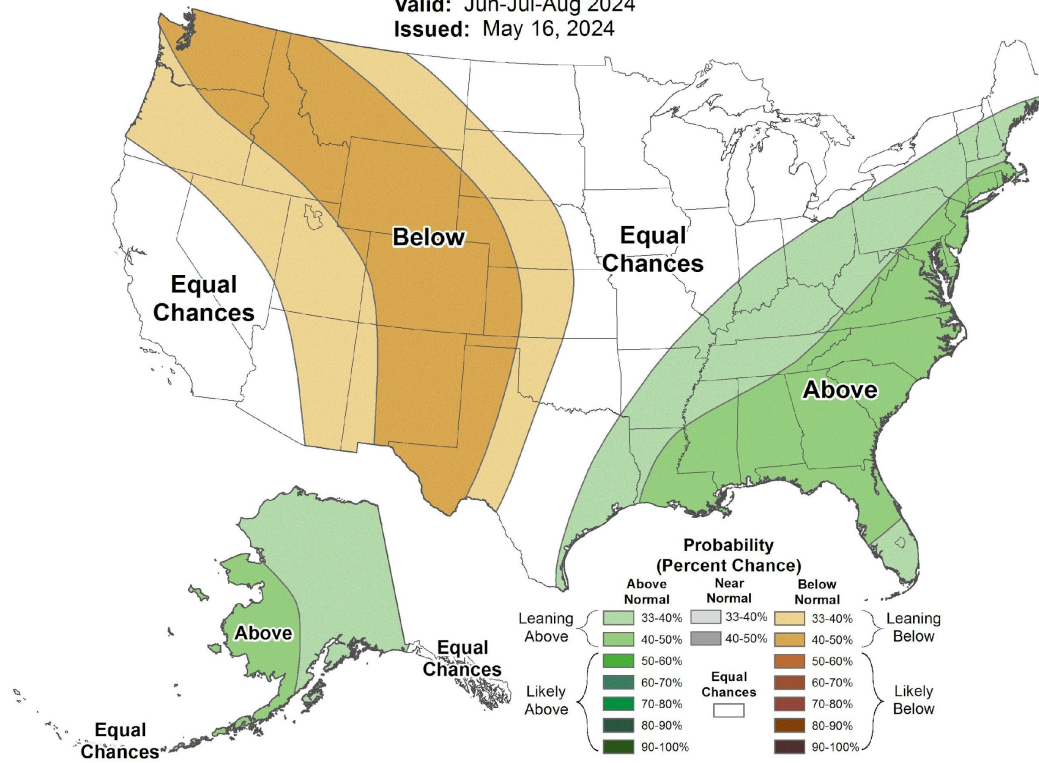 Valid: Jun-Jul-Aug 2024
Issued: May 16, 2024
Below
Equal
Chances
Equal
Chances
Above
Above
Equal
Chances
Equal
Chances
Probability
(Percent Chance)
Above
Normal
Near
Normal
Below
Normal
Leaning
Above
33-40%
33-40%
33-40%
Leaning
Below
40-50%
40-50%
40-50%
Likely
Above
50-60%
50-60%
Likely
Below
60-70%
60-70%
Equal
Chances
70-80%
70-80%
80-90%
80-90%
90-100%
90-100%